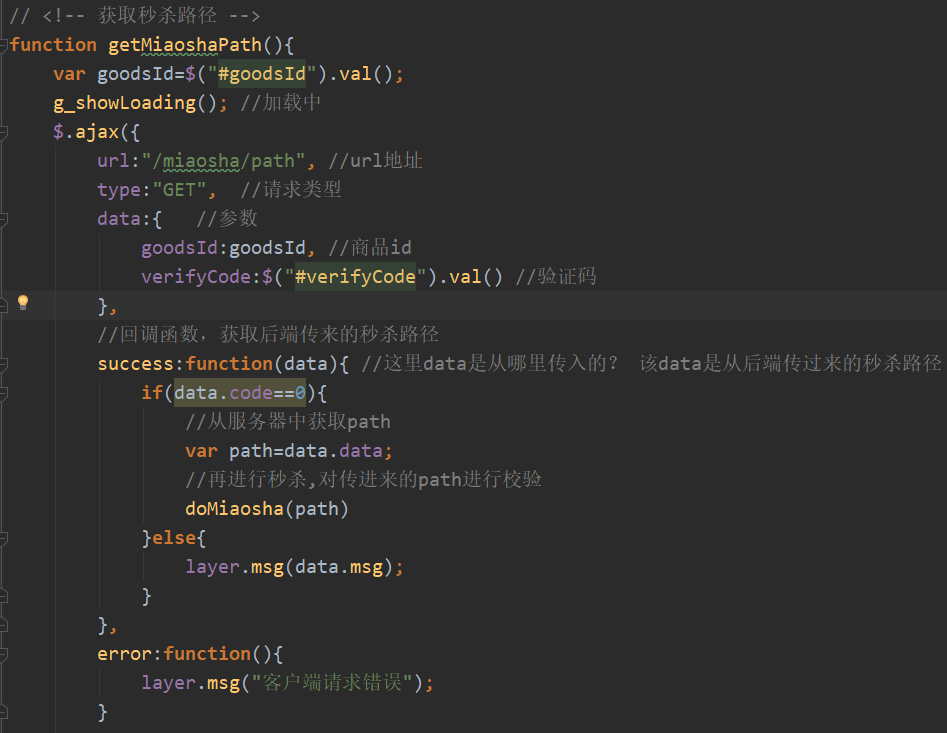 // <!-- 获取秒杀路径 -->
function getMiaoshaPath(){
var goodsId=$("#goodsId").val();
g_showLoading(); //加载中
$.ajax({
url:"/miaosha/path", //url地址
type:"GET", //请求类型
data:{ //参数
goodsId:goodsId, //商品id
verifyCode:$("#verifyCode").val() //验证码
},
//回调函数，获取后端传来的秒杀路径
success:function(data){ //这里data是从哪里传入的? 该data是从后端传过来的秒杀路径
if(data.code==0){
//从服务器中获取path
var path=data.data;
//再进行秒杀,对传进来的path进行校验
doMiaosha(path)
}else{
layer.msg(data.msg);
}
},
error:function(){
layer.msg("客户端请求错误");
}